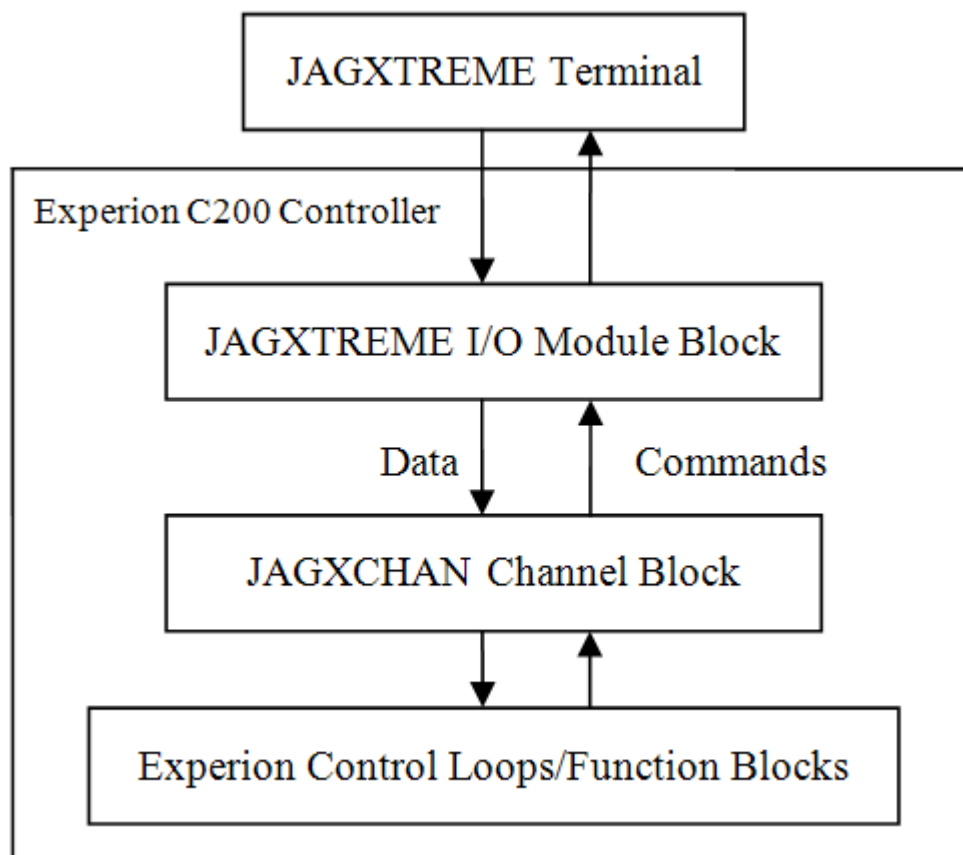 JAGXTREME Terminal
Experion C200 Controller
JAGXTREME I/O Module Block
Data
Commands
JAGXCHAN Channel Block
Experion Control Loops/Function Blocks